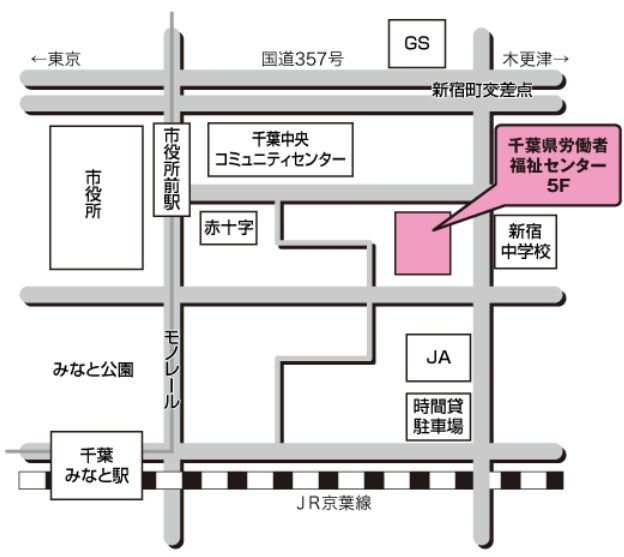 GS
←東京
国道357号
木更津→
新宿町交差点
市役所
市役所前駅
千葉中央
コミュニティセンター
千葉県労働者
福祉センター
5F
赤十字
新宿
中学校
モノレール
みなと公園
JA
時間貸
駐車場
千葉
みなと駅
JR京葉線